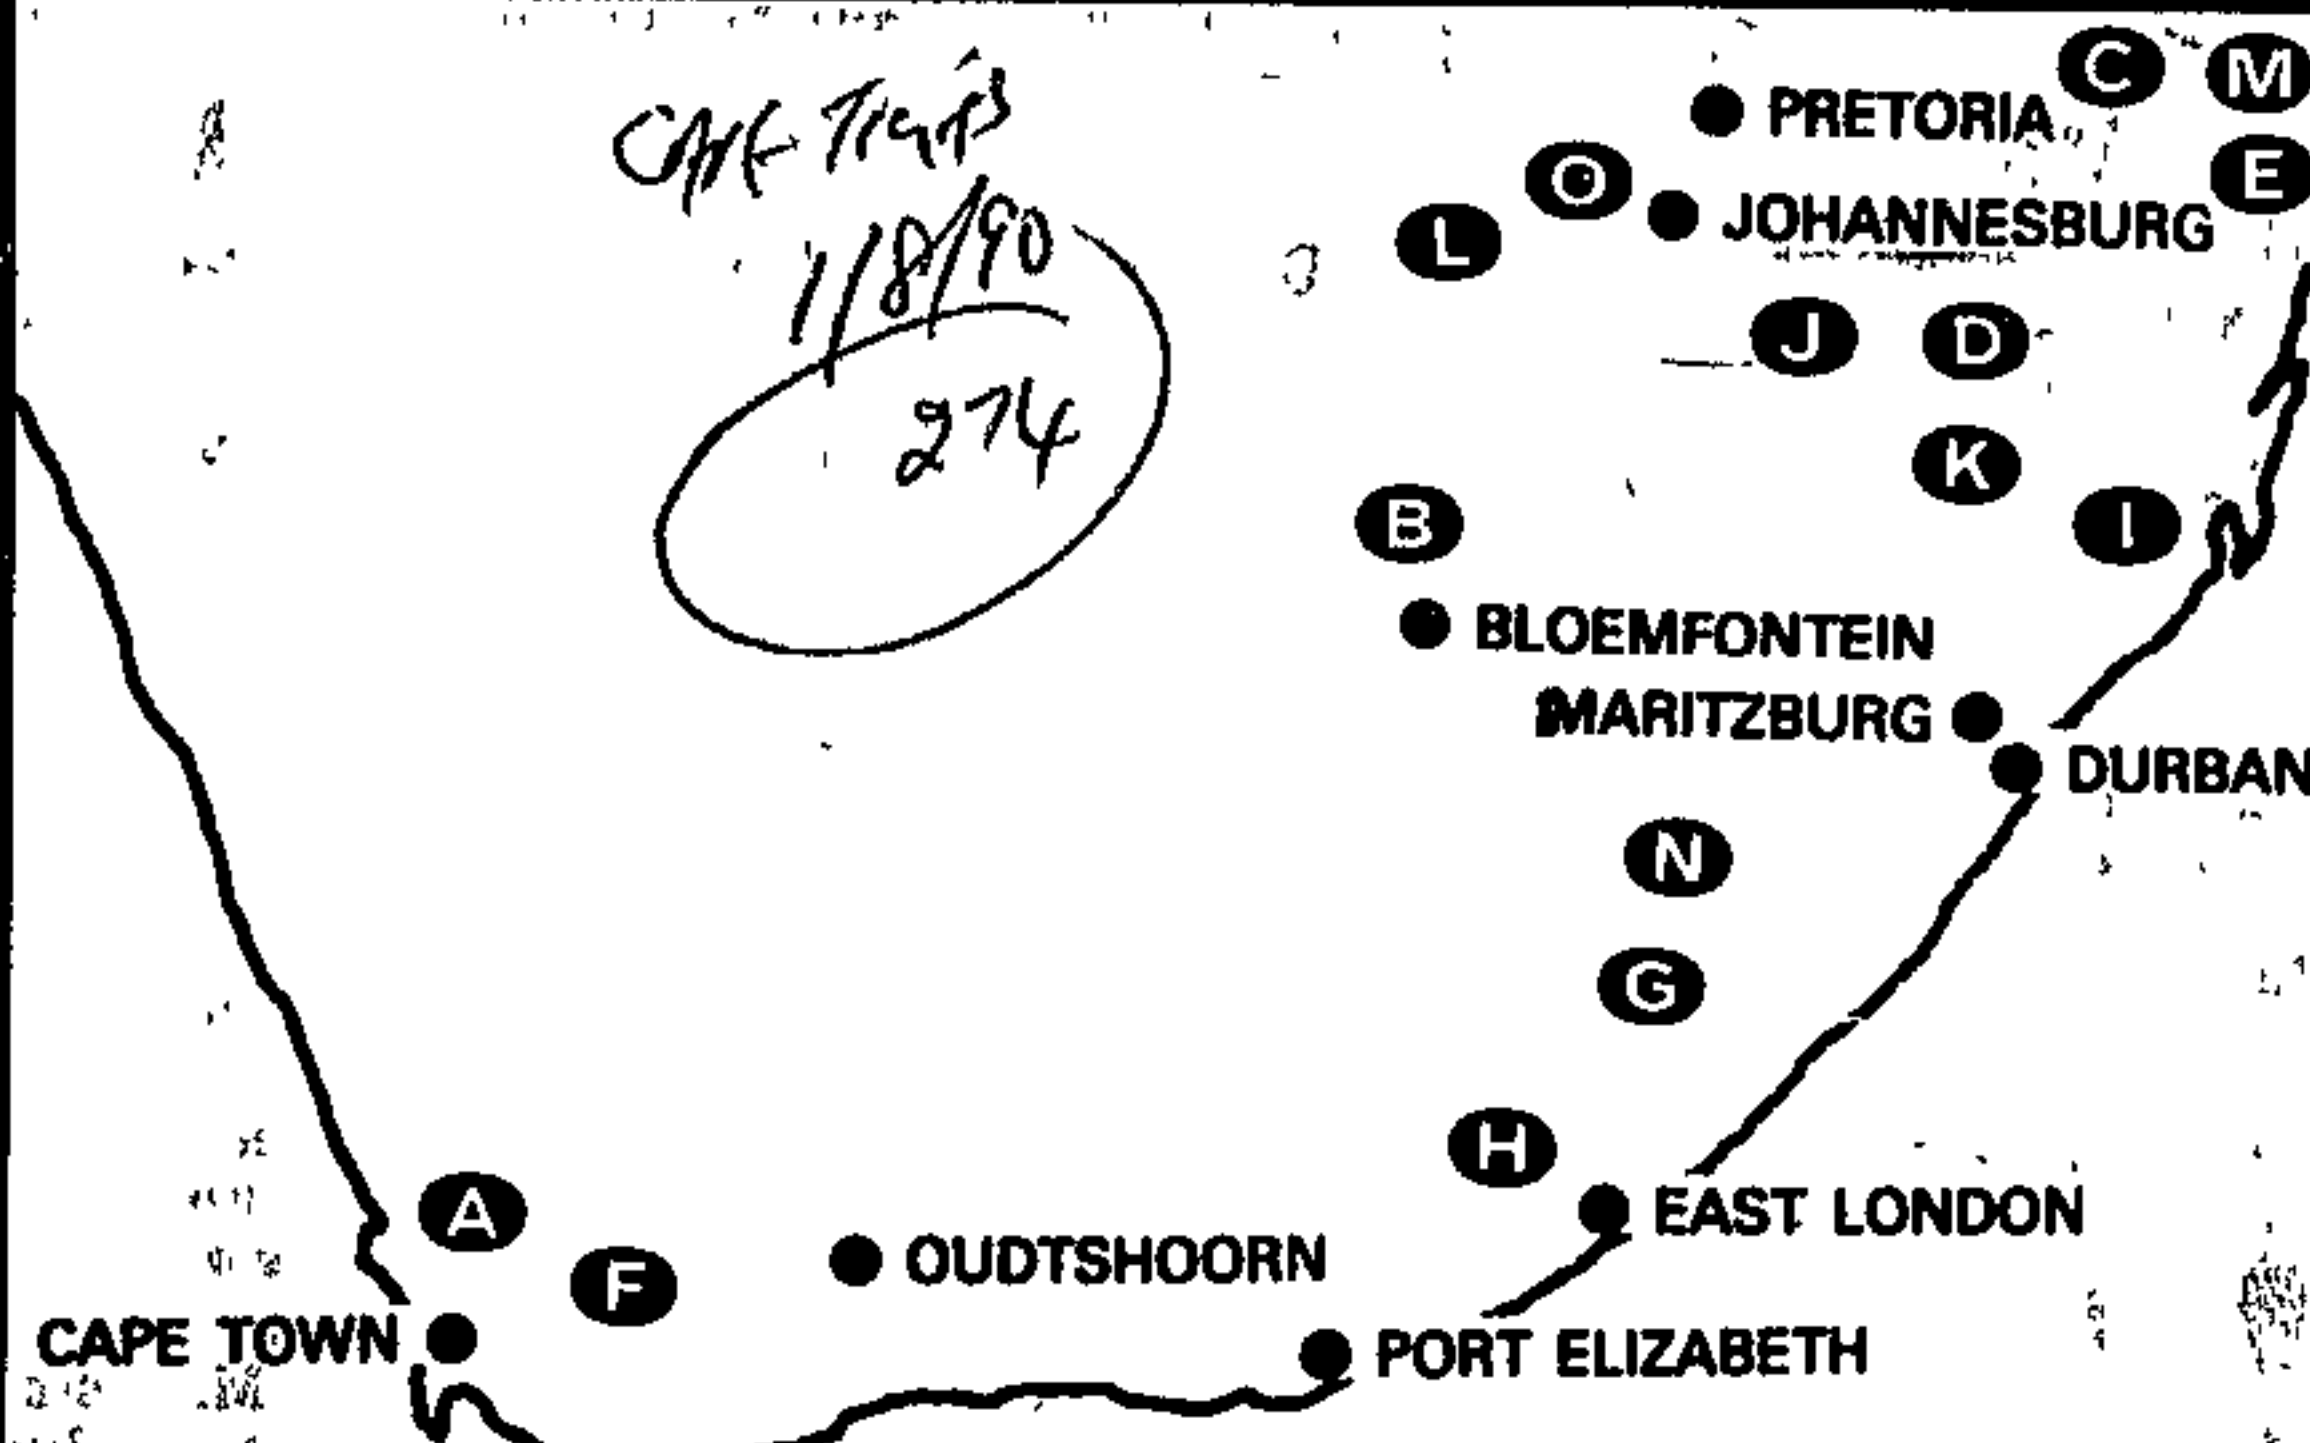 C M
PRETORIA
E
O
JOHANNESBURG
L
1/8/90
J D
274
K
B I
BLOEMFONTEIN
MARITZBURG
DURBAN
N
G
H
A
EAST LONDON
OUDTSHOORN
F
CAPE TOWN
PORT ELIZABETH